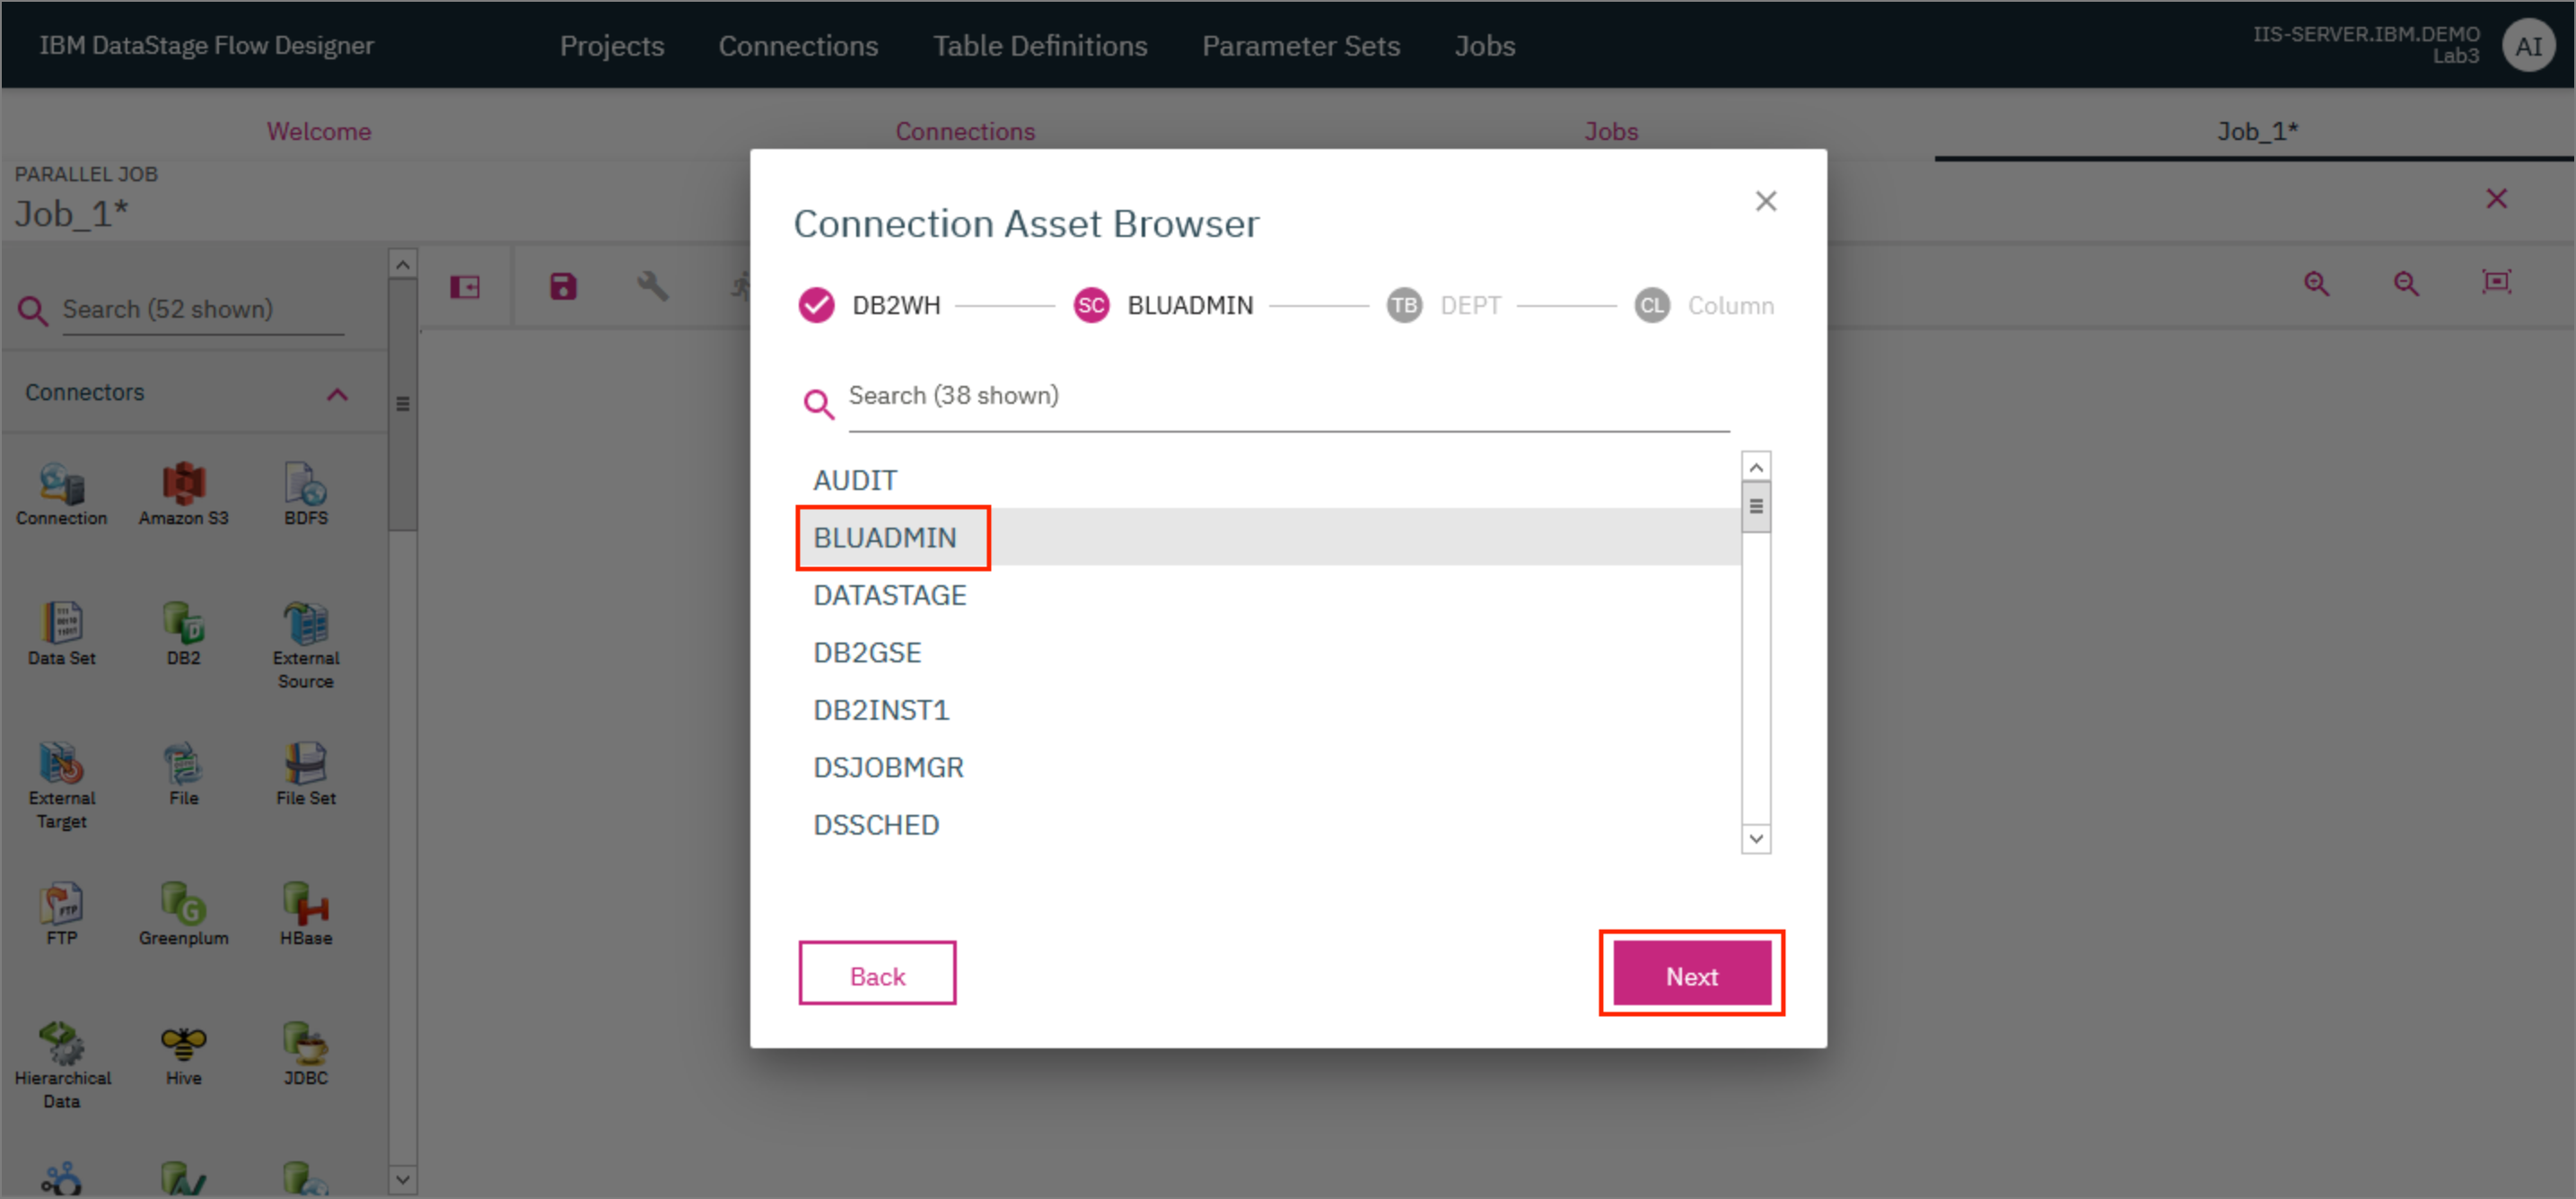 IBM DataStage Flow Designer
Projects
Connections
Table Definitions
Parameter Sets
Jobs
IIS-SERVER.IBM.DEMO
Lab3
AI
Welcome
Connections
Jobs
Job_1*
PARALLEL JOB
Job_1*
Search (52 shown)
Connectors
Connection
Amazon S3
BDFS
Data Set
DB2
External
Source
External
Target
File
File Set
FTP
Greenplum
HBase
Hierarchical
Data
Hive
JDBC
Connection Asset Browser
DB2WH
SC
BLUADMIN
TB
DEPT
CL
Column
Search (38 shown)
AUDIT
BLUADMIN
DATASTAGE
DB2GSE
DB2INST1
DSJOBMGR
DSSCHED
Back
Next